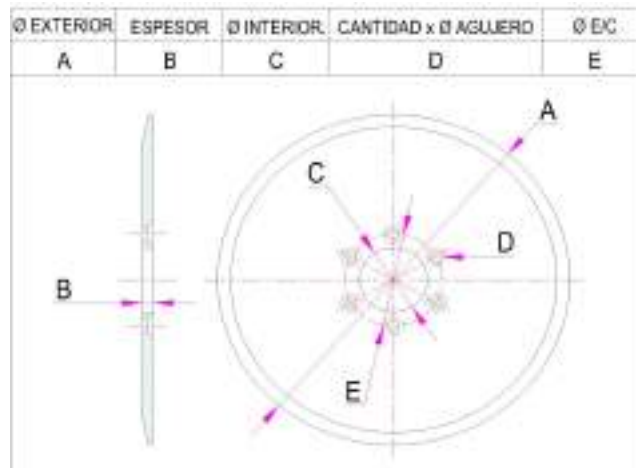 Ø EXTERIOR ESPESOR Ø INTERIOR CANTIDAD x Ø AGUJERO Ø E/C
A B C D E
A
C
D
B
E